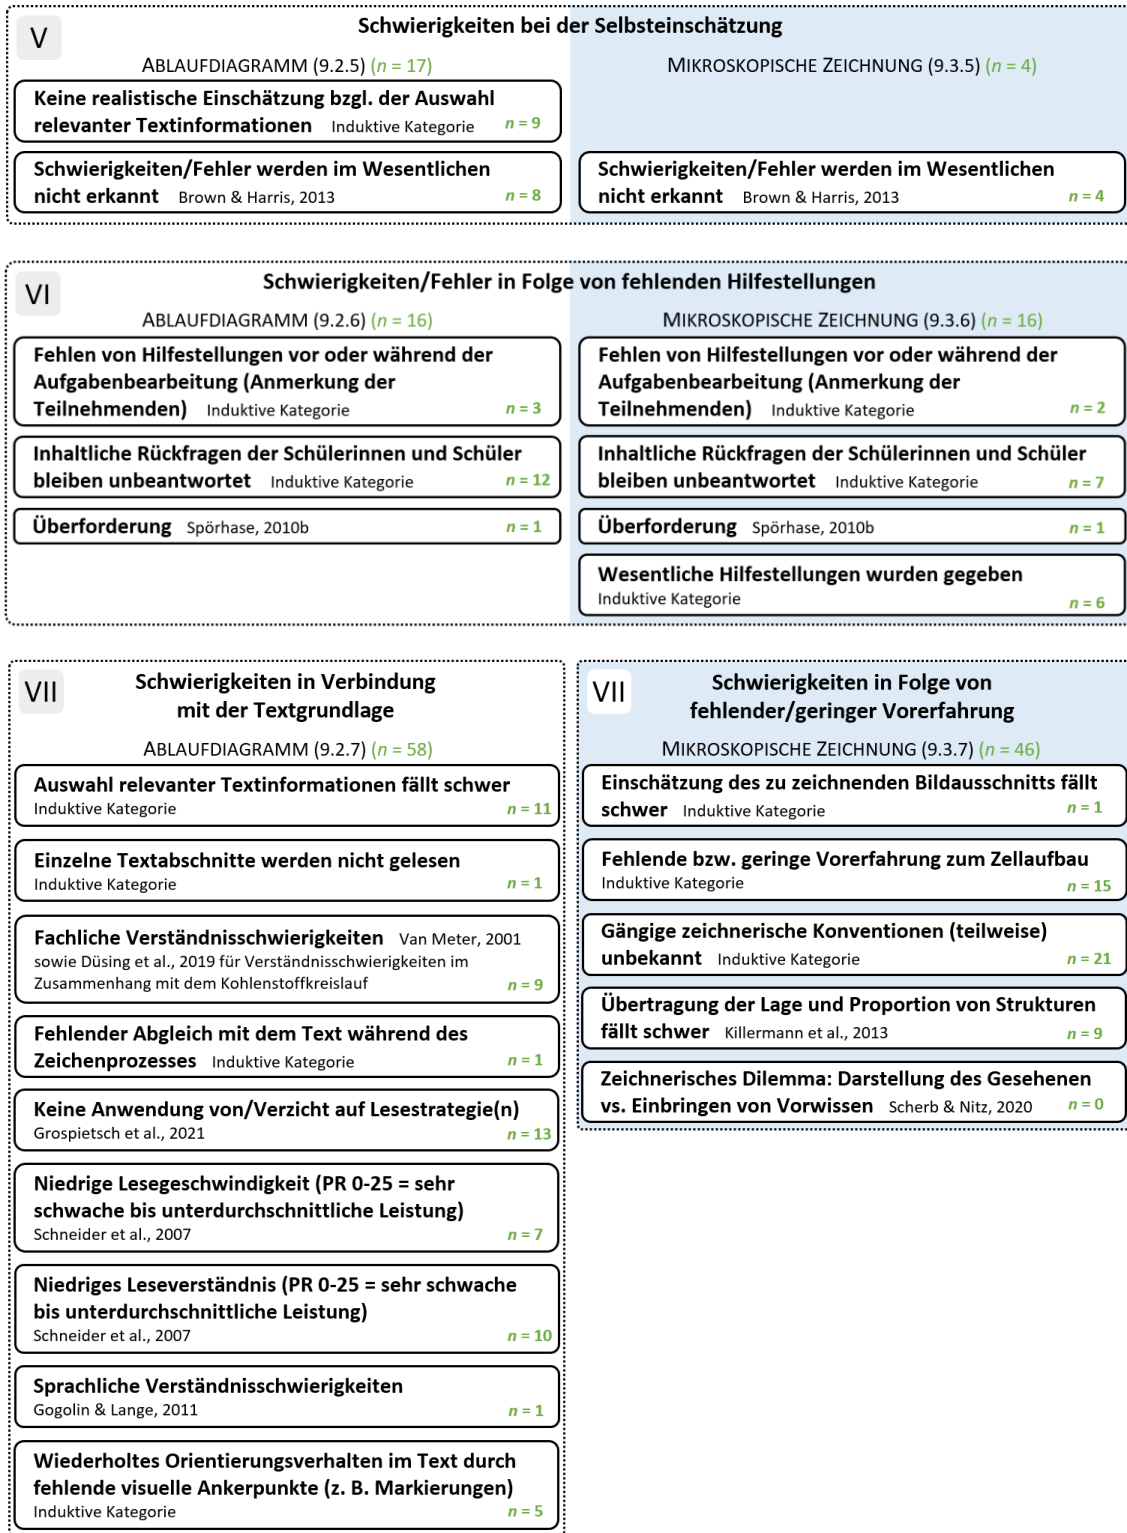 V
Schwierigkeiten bei der Selbsteinschätzung
ABLAUFDIAGRAMM (9.2.5) (n = 17)
Keine realistische Einschätzung bzgl. der Auswahl
relevanter Textinformationen Induktive Kategorie n = 9
Schwierigkeiten/Fehler werden im Wesentlichen
nicht erkannt Brown & Harris, 2013 n = 8
MIKROSKOPISCHE ZEICHNUNG (9.3.5) (n = 4)
Schwierigkeiten/Fehler werden im Wesentlichen
nicht erkannt Brown & Harris, 2013 n = 4
VI
Schwierigkeiten/Fehler in Folge von fehlenden Hilfestellungen
ABLAUFDIAGRAMM (9.2.6) (n = 16)
Fehlen von Hilfestellungen vor oder während der
Aufgabenbearbeitung (Anmerkung der
Teilnehmenden) Induktive Kategorie n = 3
Inhaltliche Rückfragen der Schülerinnen und Schüler
bleiben unbeantwortet Induktive Kategorie n = 12
Überforderung Spörhase, 2010b n = 1
MIKROSKOPISCHE ZEICHNUNG (9.3.6) (n = 16)
Fehlen von Hilfestellungen vor oder während der
Aufgabenbearbeitung (Anmerkung der
Teilnehmenden) Induktive Kategorie n = 2
Inhaltliche Rückfragen der Schülerinnen und Schüler
bleiben unbeantwortet Induktive Kategorie n = 7
Überforderung Spörhase, 2010b n = 1
Wesentliche Hilfestellungen wurden gegeben
Induktive Kategorie n = 6
VII
Schwierigkeiten in Verbindung
mit der Textgrundlage
ABLAUFDIAGRAMM (9.2.7) (n = 58)
Auswahl relevanter Textinformationen fällt schwer
Induktive Kategorie n = 11
Einzelne Textabschnitte werden nicht gelesen
Induktive Kategorie n = 1
Fachliche Verständnisschwierigkeiten Van Meter, 2001
sowie Düsing et al., 2019 für Verständnisschwierigkeiten im
Zusammenhang mit dem Kohlenstoffkreislauf n = 9
Fehlender Abgleich mit dem Text während des
Zeichenprozesses Induktive Kategorie n = 1
Keine Anwendung von/Verzicht auf Lesestrategie(n)
Grospietsch et al., 2021 n = 13
Niedrige Lesegeschwindigkeit (PR 0-25 = sehr
schwache bis unterdurchschnittliche Leistung)
Schneider et al., 2007 n = 7
Niedriges Leseverständnis (PR 0-25 = sehr schwache
bis unterdurchschnittliche Leistung)
Schneider et al., 2007 n = 10
Sprachliche Verständnisschwierigkeiten
Gogolin & Lange, 2011 n = 1
Wiederholtes Orientierungsverhalten im Text durch
fehlende visuelle Ankerpunkte (z. B. Markierungen)
Induktive Kategorie n = 5
VII
Schwierigkeiten in Folge von
fehlender/geringer Vorerfahrung
MIKROSKOPISCHE ZEICHNUNG (9.3.7) (n = 46)
Einschätzung des zu zeichnenden Bildausschnitts fällt
schwer Induktive Kategorie n = 1
Fehlende bzw. geringe Vorerfahrung zum Zellaufbau
Induktive Kategorie n = 15
Gängige zeichnerische Konventionen (teilweise)
unbekannt Induktive Kategorie n = 21
Übertragung der Lage und Proportion von Strukturen
fällt schwer Killermann et al., 2013 n = 9
Zeichnerisches Dilemma: Darstellung des Gesehenen
vs. Einbringen von Vorwissen Scherb & Nitz, 2020 n = 0